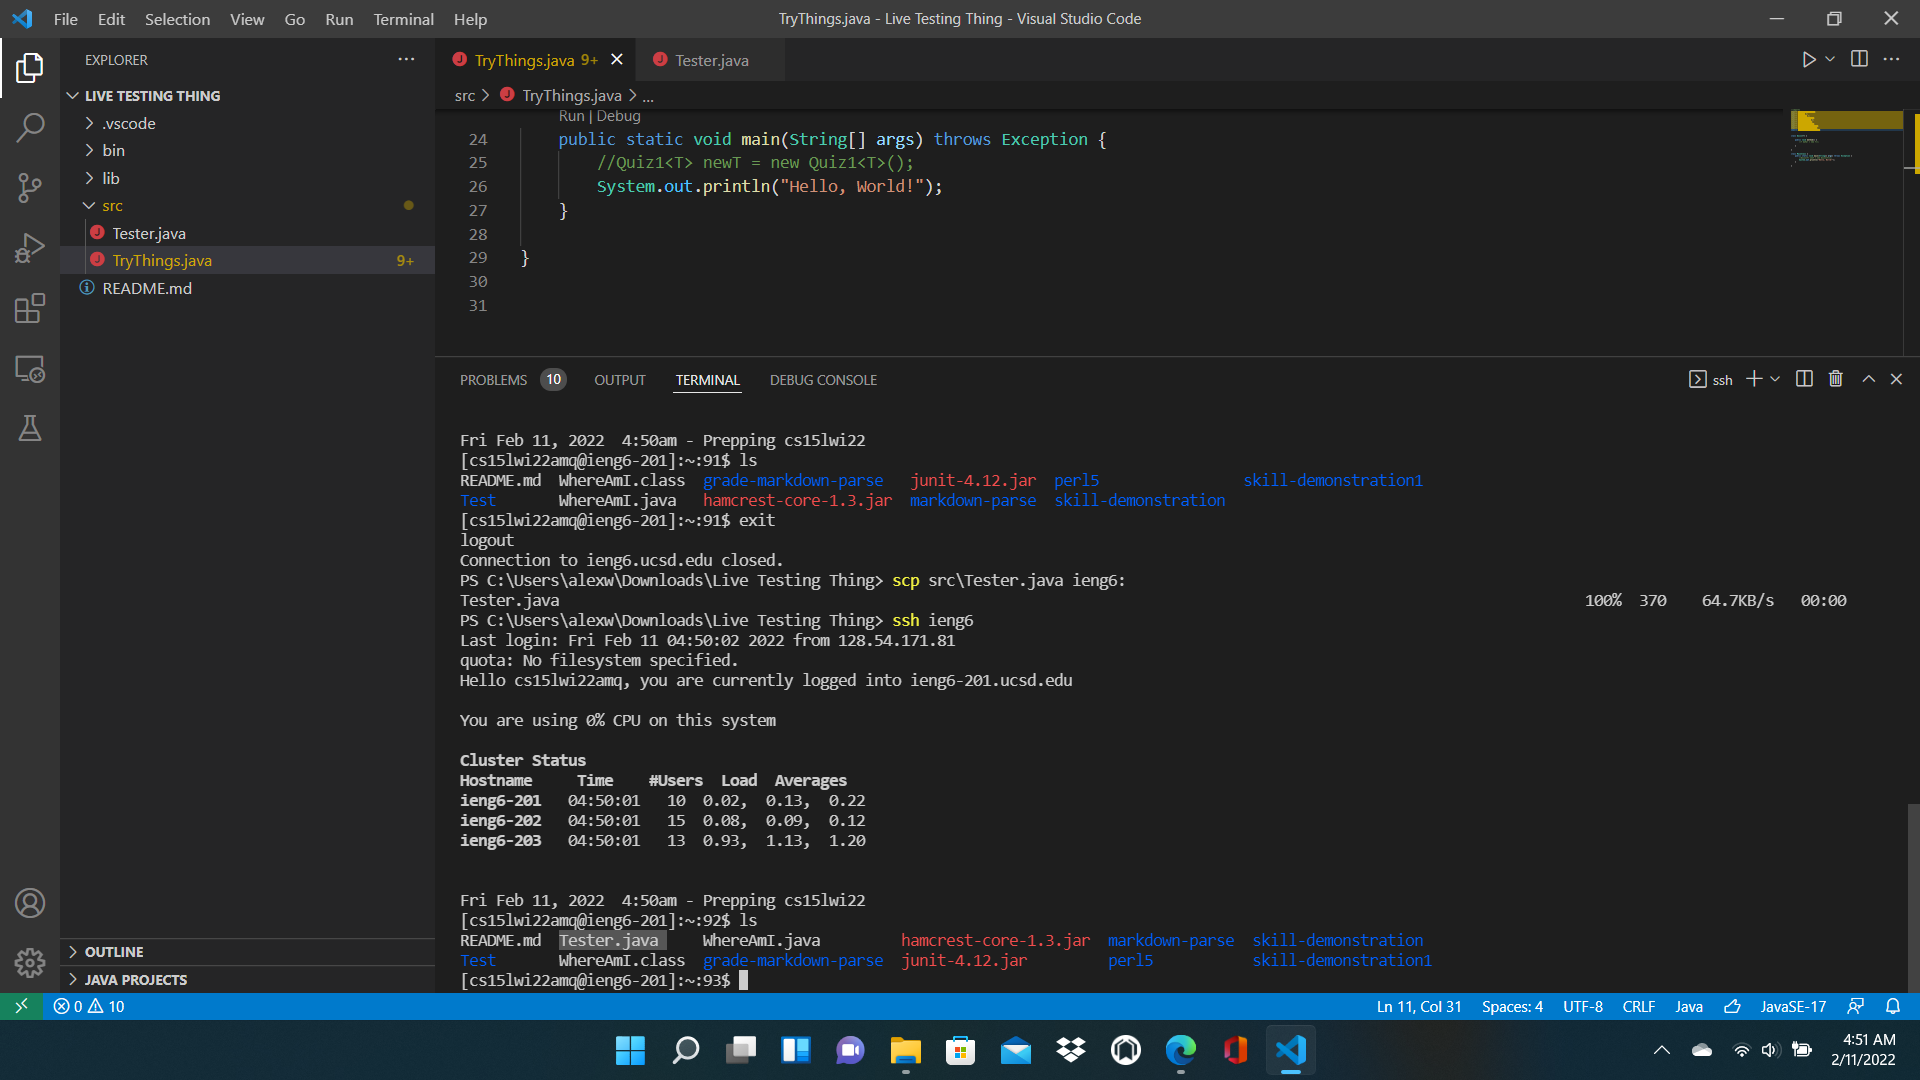 File Edit Selection View Go Run Terminal Help
TryThings.java - Live Testing Thing - Visual Studio Code
EXPLORER
LIVE TESTING THING
.vscode
bin
lib
src
Tester.java
TryThings.java 9+
README.md
OUTLINE
JAVA PROJECTS
TryThings.java 9+
Tester.java
src > TryThings.java > ...
Run | Debug
24 public static void main(String[] args) throws Exception {
25 //Quiz1<T> newT = new Quiz1<T>();
26 System.out.println("Hello, World!");
27 }
28
29 }
30
31
PROBLEMS 10 OUTPUT TERMINAL DEBUG CONSOLE
ssh
Fri Feb 11, 2022  4:50am - Prepping cs15lwi22
[cs15lwi22amq@ieng6-201]:~:91$ ls
README.md  WhereAmI.class  grade-markdown-parse   junit-4.12.jar  perl5                skill-demonstration1
Test       WhereAmI.java   hamcrest-core-1.3.jar  markdown-parse  skill-demonstration
[cs15lwi22amq@ieng6-201]:~:91$ exit
logout
Connection to ieng6.ucsd.edu closed.
PS C:\Users\alexw\Downloads\Live Testing Thing> scp src\Tester.java ieng6:
Tester.java 100%  370    64.7KB/s   00:00
PS C:\Users\alexw\Downloads\Live Testing Thing> ssh ieng6
Last login: Fri Feb 11 04:50:02 2022 from 128.54.171.81
quota: No filesystem specified.
Hello cs15lwi22amq, you are currently logged into ieng6-201.ucsd.edu
You are using 0% CPU on this system
Cluster Status
Hostname     Time    #Users  Load  Averages
ieng6-201   04:50:01   10  0.02,  0.13,  0.22
ieng6-202   04:50:01   15  0.08,  0.09,  0.12
ieng6-203   04:50:01   13  0.93,  1.13,  1.20
Fri Feb 11, 2022  4:50am - Prepping cs15lwi22
[cs15lwi22amq@ieng6-201]:~:92$ ls
README.md  Tester.java     WhereAmI.java         hamcrest-core-1.3.jar  markdown-parse  skill-demonstration
Test       WhereAmI.class  grade-markdown-parse  junit-4.12.jar         perl5           skill-demonstration1
[cs15lwi22amq@ieng6-201]:~:93$
0 10
Ln 11, Col 31 Spaces: 4 UTF-8 CRLF Java JavaSE-17
4:51 AM
2/11/2022